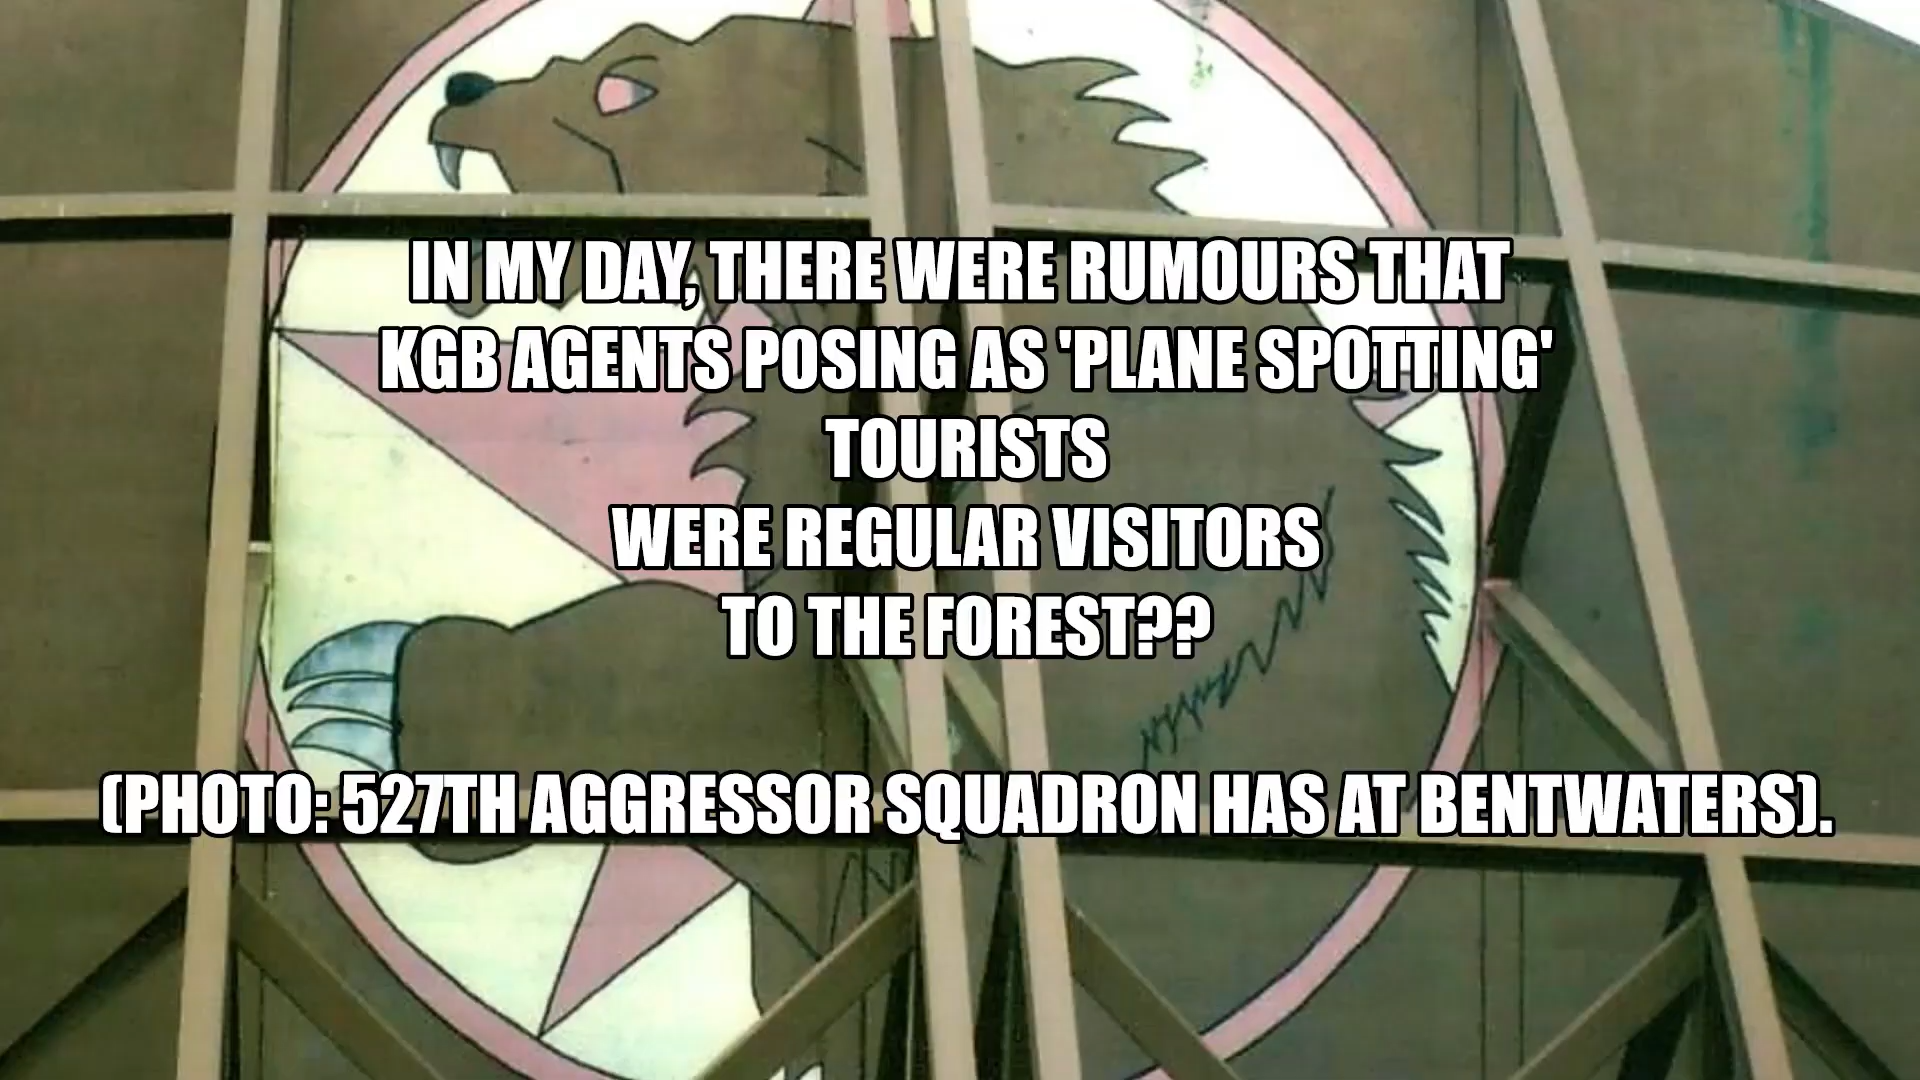 IN MY DAY, THERE WERE RUMOURS THAT
KGB AGENTS POSING AS 'PLANE SPOTTING'
TOURISTS
WERE REGULAR VISITORS
TO THE FOREST??
(PHOTO: 527TH AGGRESSOR SQUADRON HAS AT BENTWATERS).